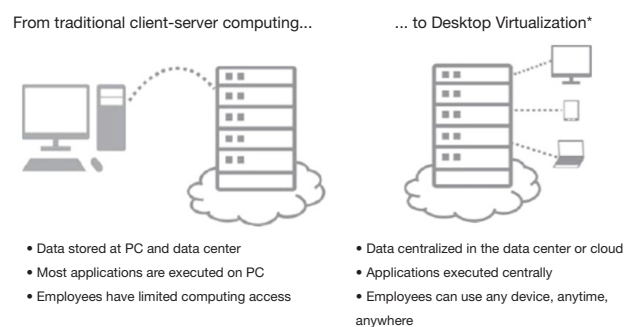 From traditional client-server computing...
... to Desktop Virtualization*
• Data stored at PC and data center
• Most applications are executed on PC
• Employees have limited computing access
• Data centralized in the data center or cloud
• Applications executed centrally
• Employees can use any device, anytime,
anywhere